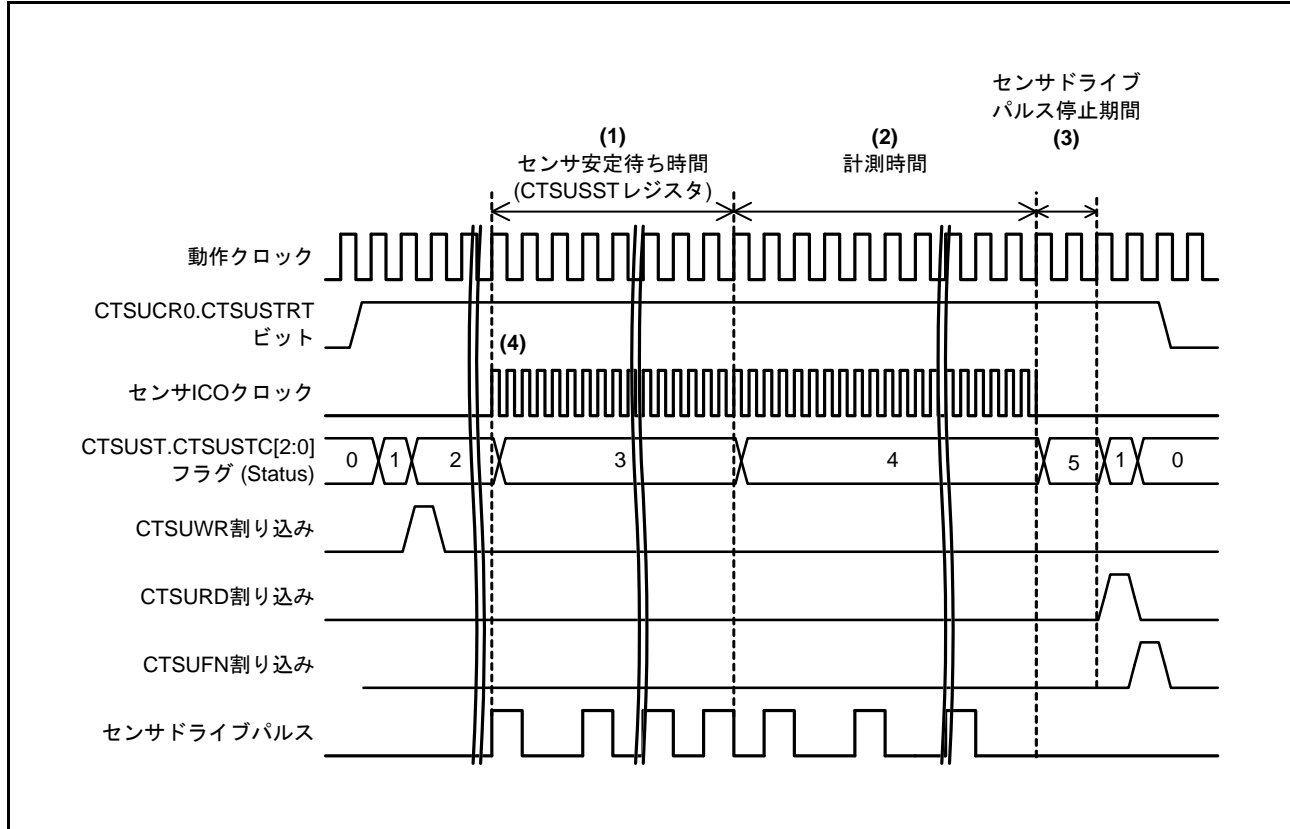 センサドライブ
パルス停止期間
(3)
(1)
センサ安定待ち時間
(CTSUSSTレジスタ)
(2)
計測時間
動作クロック
CTSUCR0.CTSUSTRT
ビット
(4)
センサICOクロック
CTSUST.CTSUSTC[2:0]
フラグ (Status)
0 1 2 3 4 5 1 0
CTSUWR割り込み
CTSURD割り込み
CTSUFN割り込み
センサドライブパルス